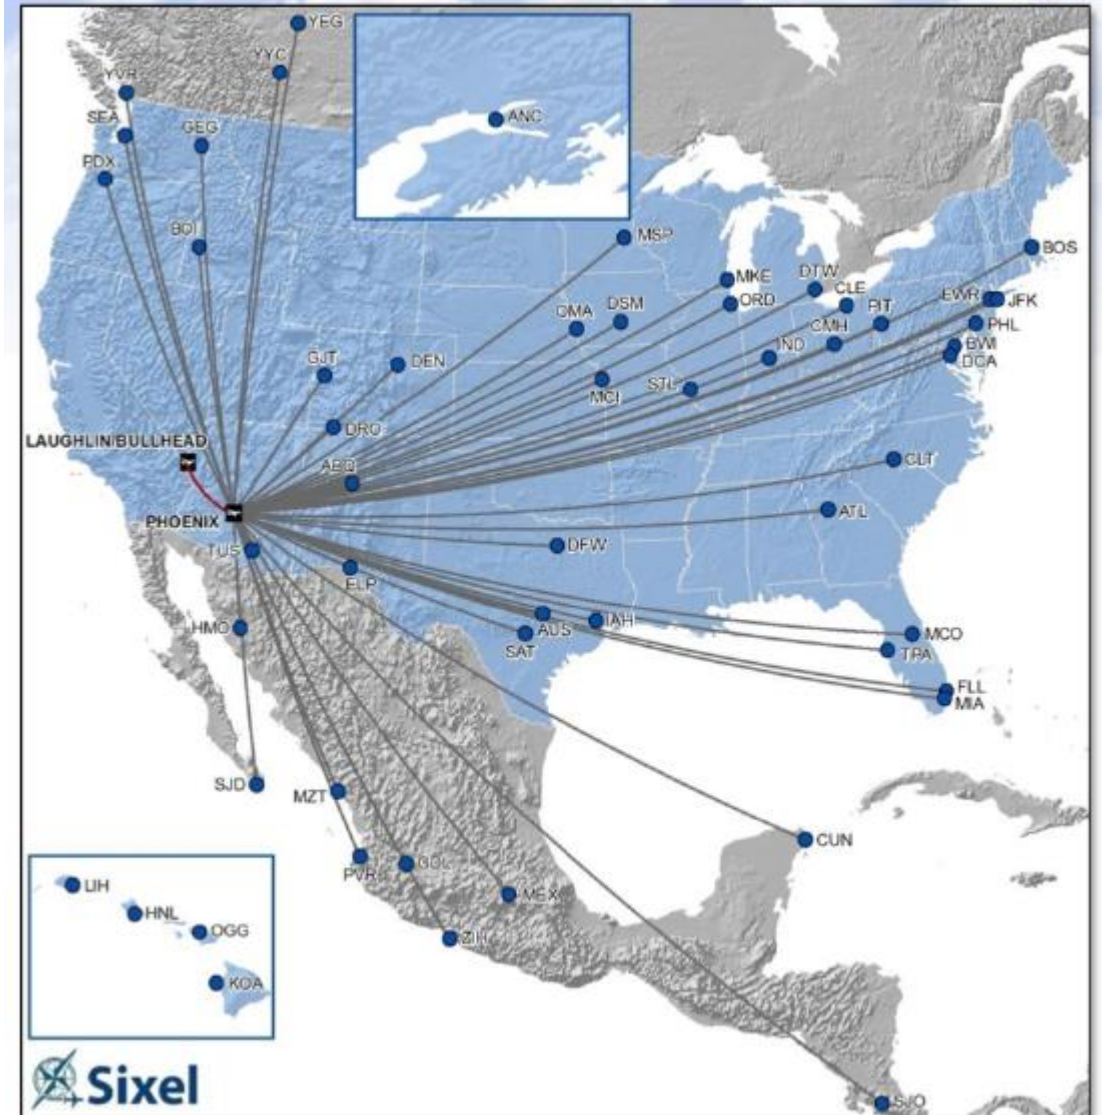 YEG
YYC
YVR
SEA
GEG
PDX
ANC
BOI
MSP
BOS
MKE
DTW
CLE
ORD
EWR
JFK
OMA
DSM
PIT
PHL
CMH
BWI
IND
DCA
GJT
DEN
MCI
STL
DRO
LAUGHLIN/BULLHEAD
ABQ
CLT
PHOENIX
ATL
TUS
DFW
ELP
HMO
AUS
IAH
SAT
MCO
TPA
FLL
MIA
SJD
MZT
CUN
PVR
GDL
MEX
ZIH
LIH
HNL
OGG
KOA
SJO
Sixel